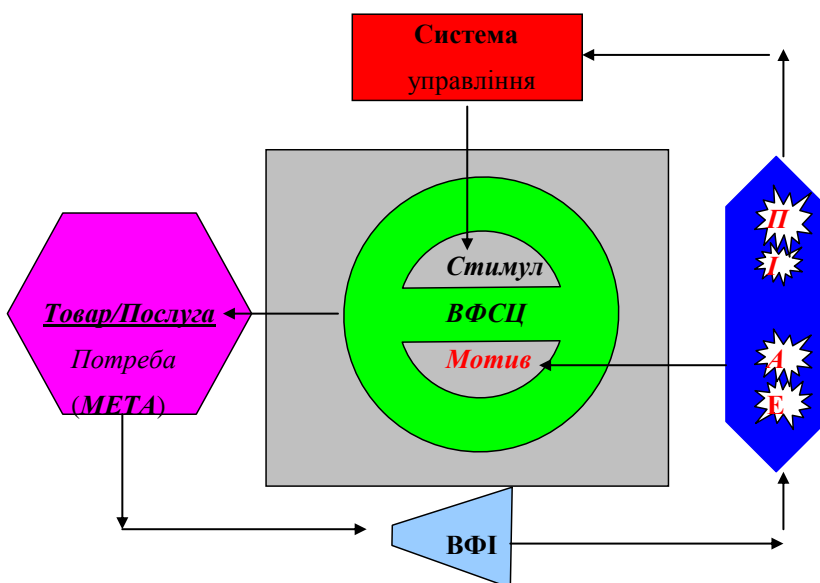 Система
управління
Стимул
ВФСЦ
Мотив
Товар/Послуга
Потреба
(МЕТА)
ВФІ
П
І
А
Е